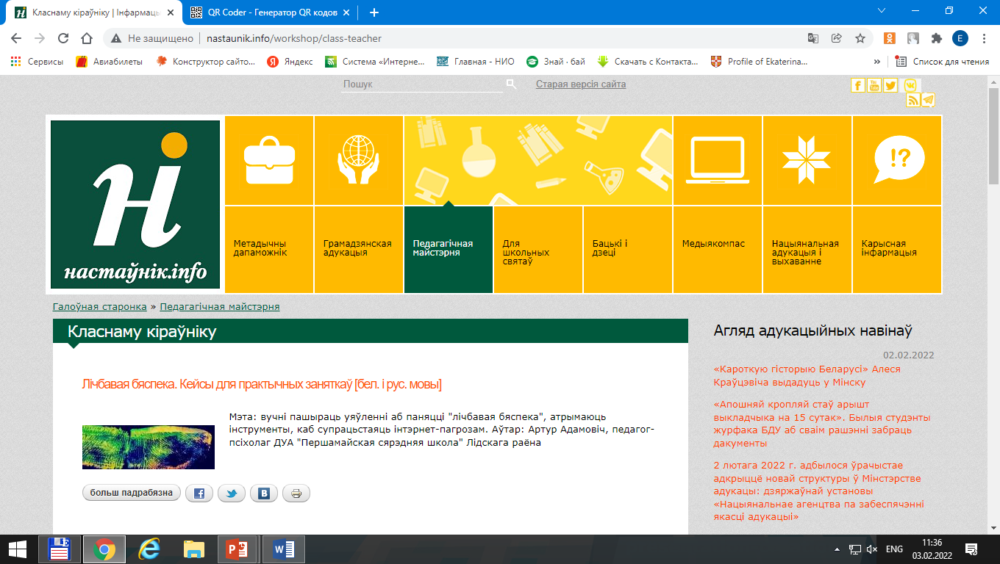 Класнаму кіраўніку | Інфармацы
QR Coder - Генератор QR кодов
Не защищено
nastaunik.info/workshop/class-teacher
E
Сервисы
Авиабилеты
Конструктор сайто...
Яндекс
Система «Интерне...
Главная - НИО
Знай · бай
Скачать с Контакта...
Profile of Ekaterina...
»
Список для чтения
Пошук
Старая версія сайта
настаўнік.info
Метадычны
дапаможнік
Грамадзянская
адукацыя
Педагагічная
майстэрня
Для
школьных
святаў
Бацькі і
дзеці
Медыякомпас
Нацыянальная
адукацыя і
выхаванне
!?
Карысная
інфармацыя
Галоўная старонка » Педагагічная майстэрня
Класнаму кіраўніку
Лічбавая бяспека. Кейсы для практычных заняткаў [бел. і рус. мовы]
Мэта: вучні пашыраць уяўленні аб паняцці "лічбавая бяспека", атрымаюць
інструменты, каб супрацьстаяць інтэрнет-пагрозам. Аўтар: Артур Адамовіч, педагог-
псіхолаг ДУА "Першамайская сярэдняя школа" Лідскага раёна
больш падрабязна
Агляд адукацыйных навінаў
02.02.2022
«Кароткую гісторыю Беларусі» Алеся
Краўцэвіча выдадуць у Мінску
«Апошняй кропляй стаў арышт
выкладчыка на 15 сутак». Былыя студэнты
журфака БДУ аб сваім рашэнні забраць
дакументы
2 лютага 2022 г. адбылося ўрачыстае
адкрыццё новай структуры ў Мінстэрстве
адукацы: дзяржаўнай установы
«Нацыянальнае агенцтва па забеспячэнні
якасці адукацыі»
ENG
11:36
03.02.2022